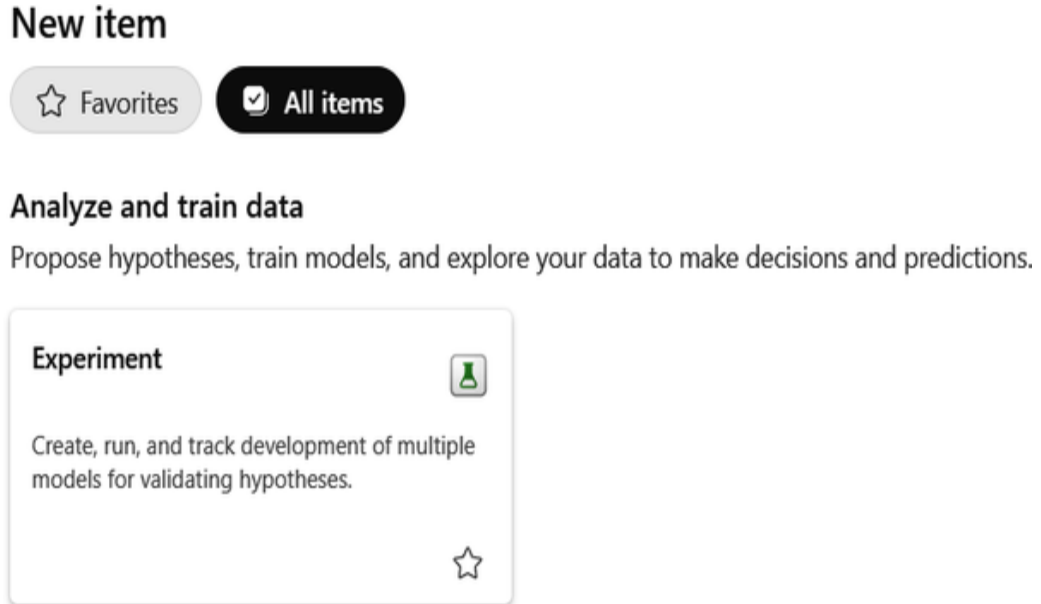 New item
Favorites
All items
Analyze and train data
Propose hypotheses, train models, and explore your data to make decisions and predictions.
Experiment
Create, run, and track development of multiple
models for validating hypotheses.